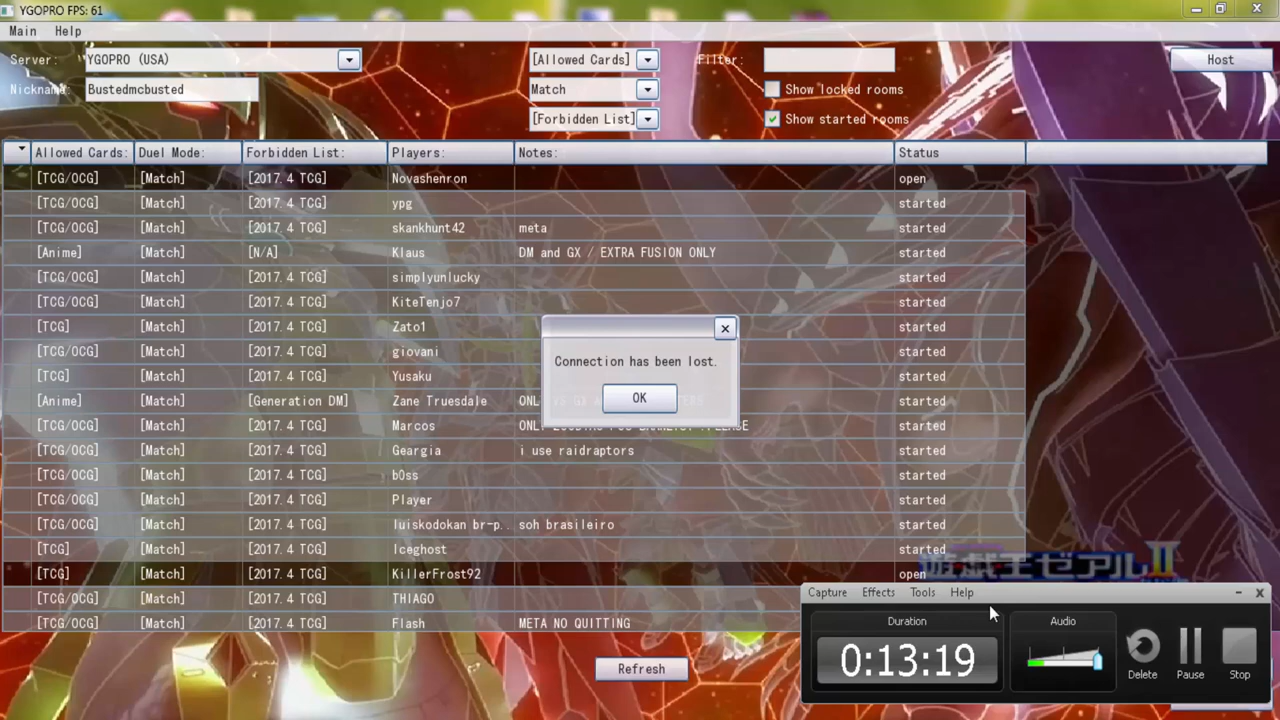 YGOPRO FPS: 61
Main Help
Server: YGOPRO (USA) [Allowed Cards] Filter: Host
Nickname: Bustedmcbusted Match Show locked rooms
[Forbidden List] Show started rooms
Allowed Cards: Duel Mode: Forbidden List: Players: Notes: Status
[TCG/OCG] [Match] [2017.4 TCG] Novashenron open
[TCG/OCG] [Match] [2017.4 TCG] ypg started
[TCG/OCG] [Match] [2017.4 TCG] skankhunt42 meta started
[Anime] [Match] [N/A] Klaus DM and GX / EXTRA FUSION ONLY started
[TCG/OCG] [Match] [2017.4 TCG] simplyunlucky started
[TCG/OCG] [Match] [2017.4 TCG] KiteTenjo7 started
[TCG] [Match] [2017.4 TCG] Zato1 started
[TCG/OCG] [Match] [2017.4 TCG] giovani started
[TCG] [Match] [2017.4 TCG] Yusaku started
[Anime] [Match] [Generation DM] Zane Truesdale started
[TCG/OCG] [Match] [2017.4 TCG] Marcos started
[TCG/OCG] [Match] [2017.4 TCG] Geargia i use raidraptors started
[TCG/OCG] [Match] [2017.4 TCG] b0ss started
[TCG/OCG] [Match] [2017.4 TCG] Player started
[TCG/OCG] [Match] [2017.4 TCG] luiskodokan br-p.. soh brasileiro started
[TCG] [Match] [2017.4 TCG] Iceghost started
[TCG] [Match] [2017.4 TCG] KillerFrost92 open
[TCG/OCG] [Match] [2017.4 TCG] THIAGO
[TCG/OCG] [Match] [2017.4 TCG] Flash META NO QUITTING
Connection has been lost.
OK
遊戯王ゼアルII
Refresh
Capture Effects Tools Help
Duration Audio
0:13:19
Delete Pause Stop